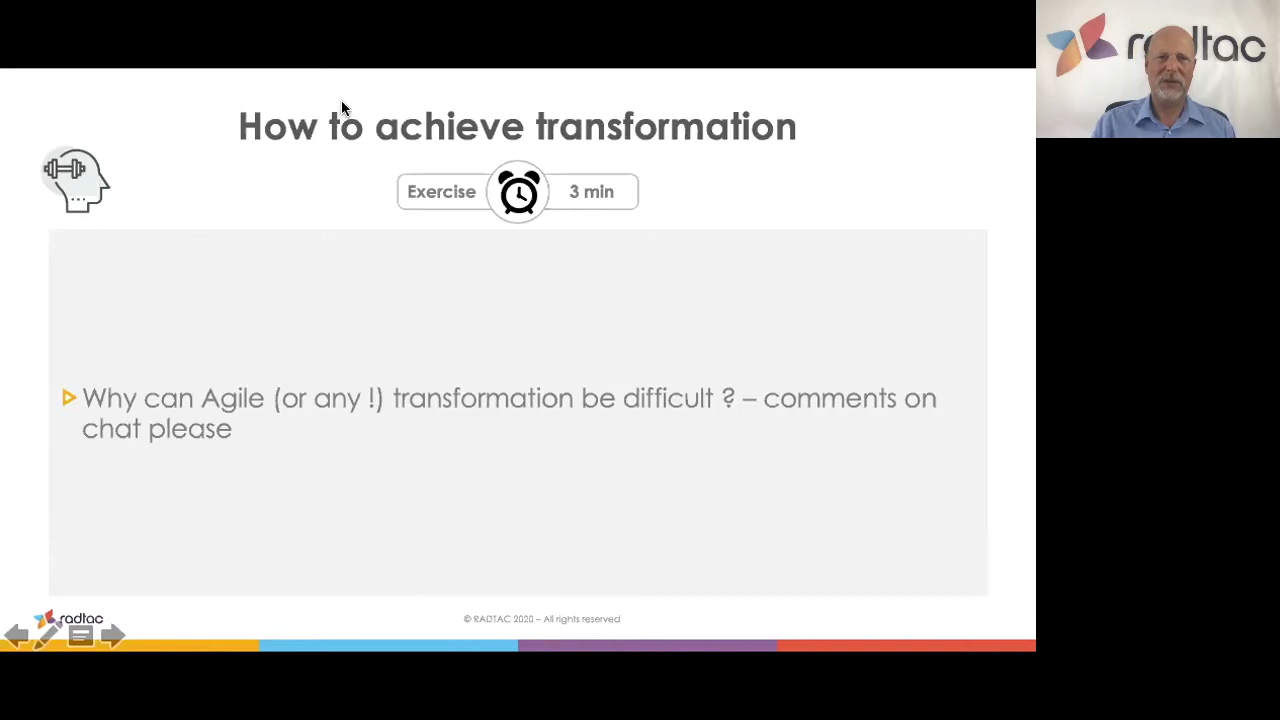 radtac
How to achieve transformation
Exercise 3 min
Why can Agile (or any !) transformation be difficult ? – comments on
chat please
radtac
© RADTAC 2020 – All rights reserved